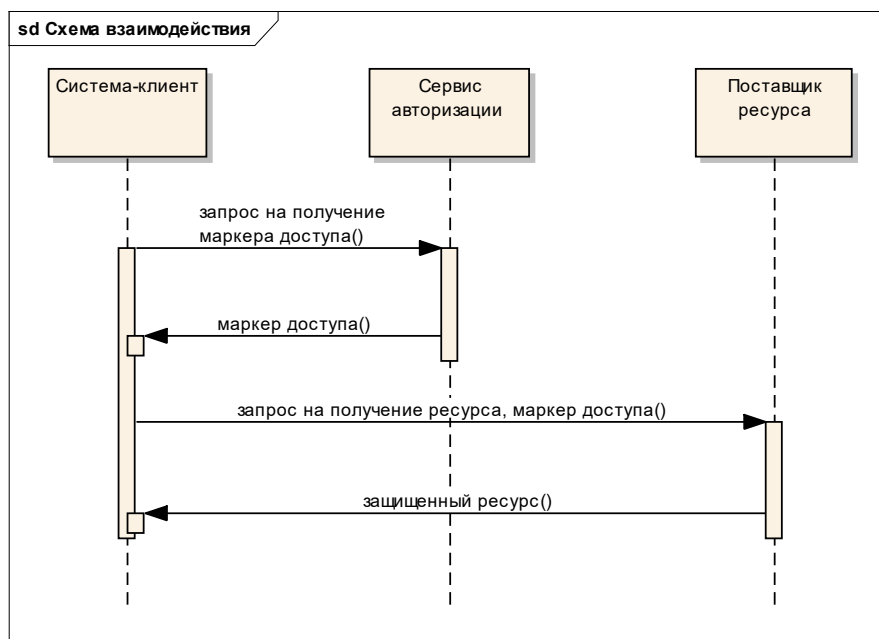 sd Схема взаимодействия
Система-клиент
Сервис
авторизации
Поставщик
ресурса
запрос на получение
маркера доступа()
маркер доступа()
запрос на получение ресурса, маркер доступа()
защищенный ресурс()